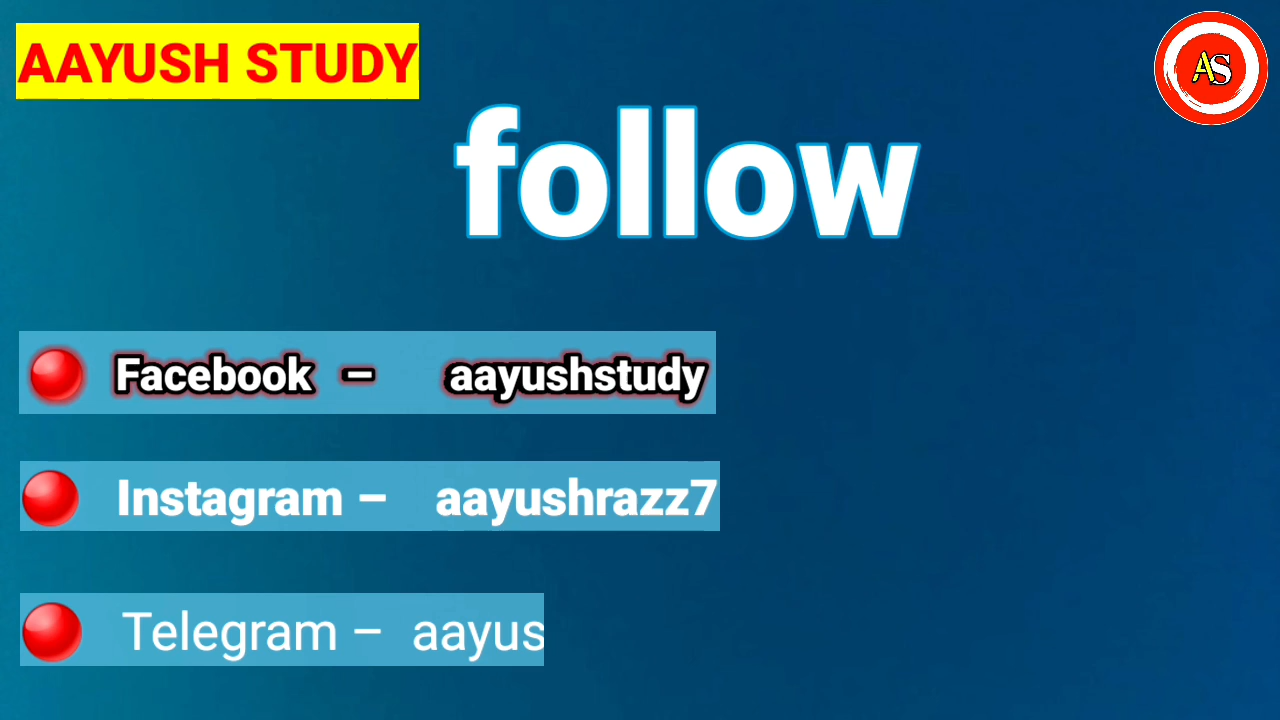 AAYUSH STUDY
AS
follow
Facebook – aayushstudy
Instagram – aayushrazz7
Telegram – aayus